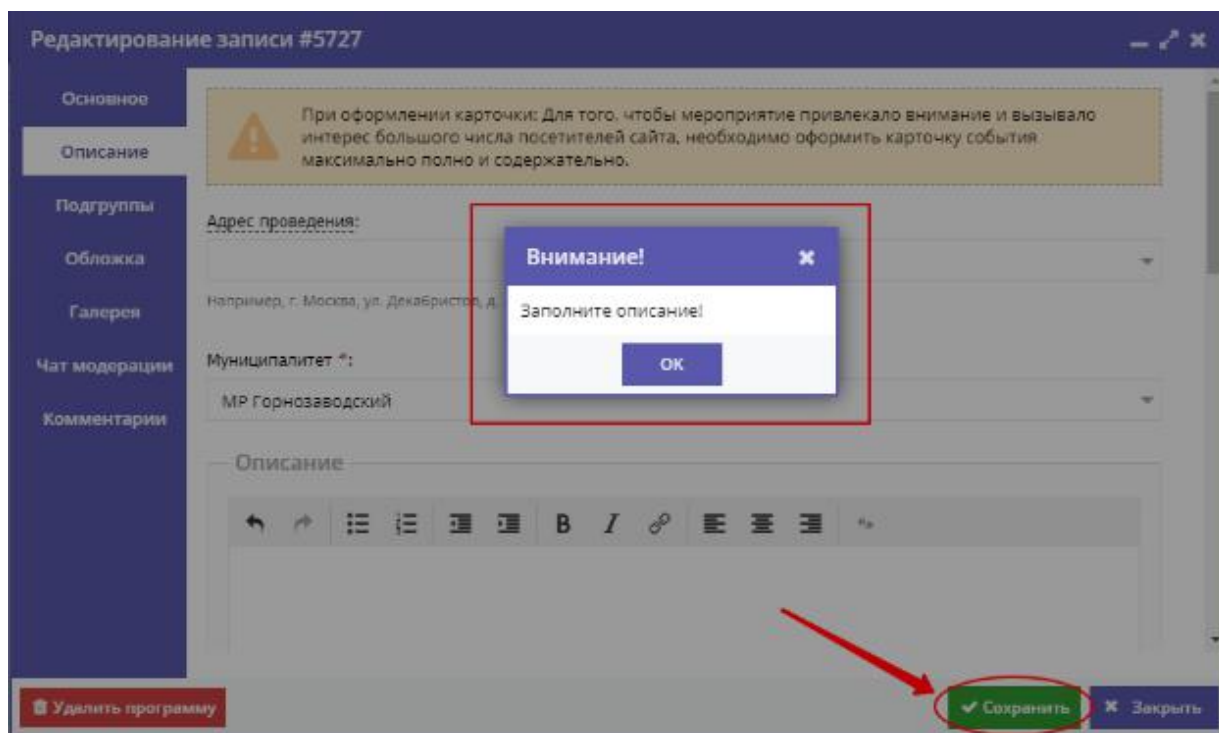 Редактирование записи #5727
Основное
Описание
Подгруппы
Обложка
Галерея
Чат модерации
Комментарии
При оформлении карточки: Для того, чтобы мероприятие привлекало внимание и вызывало
интерес большого числа посетителей сайта, необходимо оформить карточку события
максимально полно и содержательно.
Адрес проведения:
Например, г. Москва, ул. Декабристов, д.
Муниципалитет *:
МР Горнозаводский
Описание
B I
Внимание!
Заполните описание!
ОК
Удалить программу
Сохранить
Закрыть